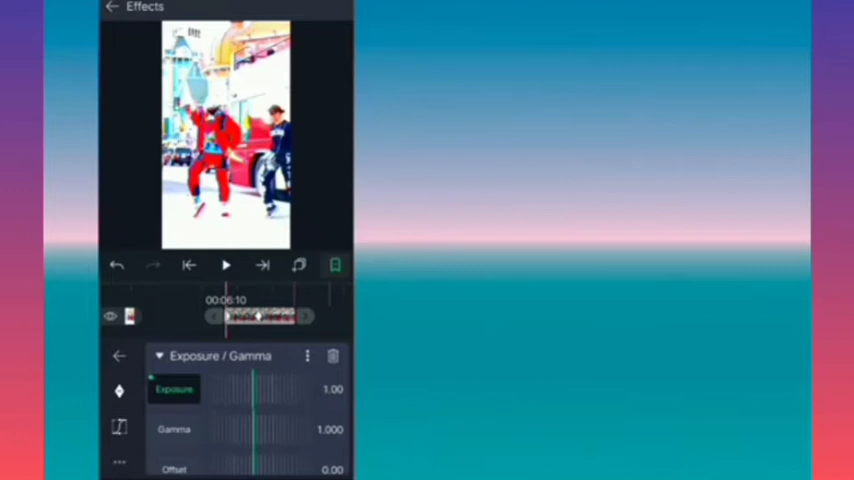 Effects
00:06:10
Exposure / Gamma
Exposure 1.00
Gamma 1.000
Offset 0.00